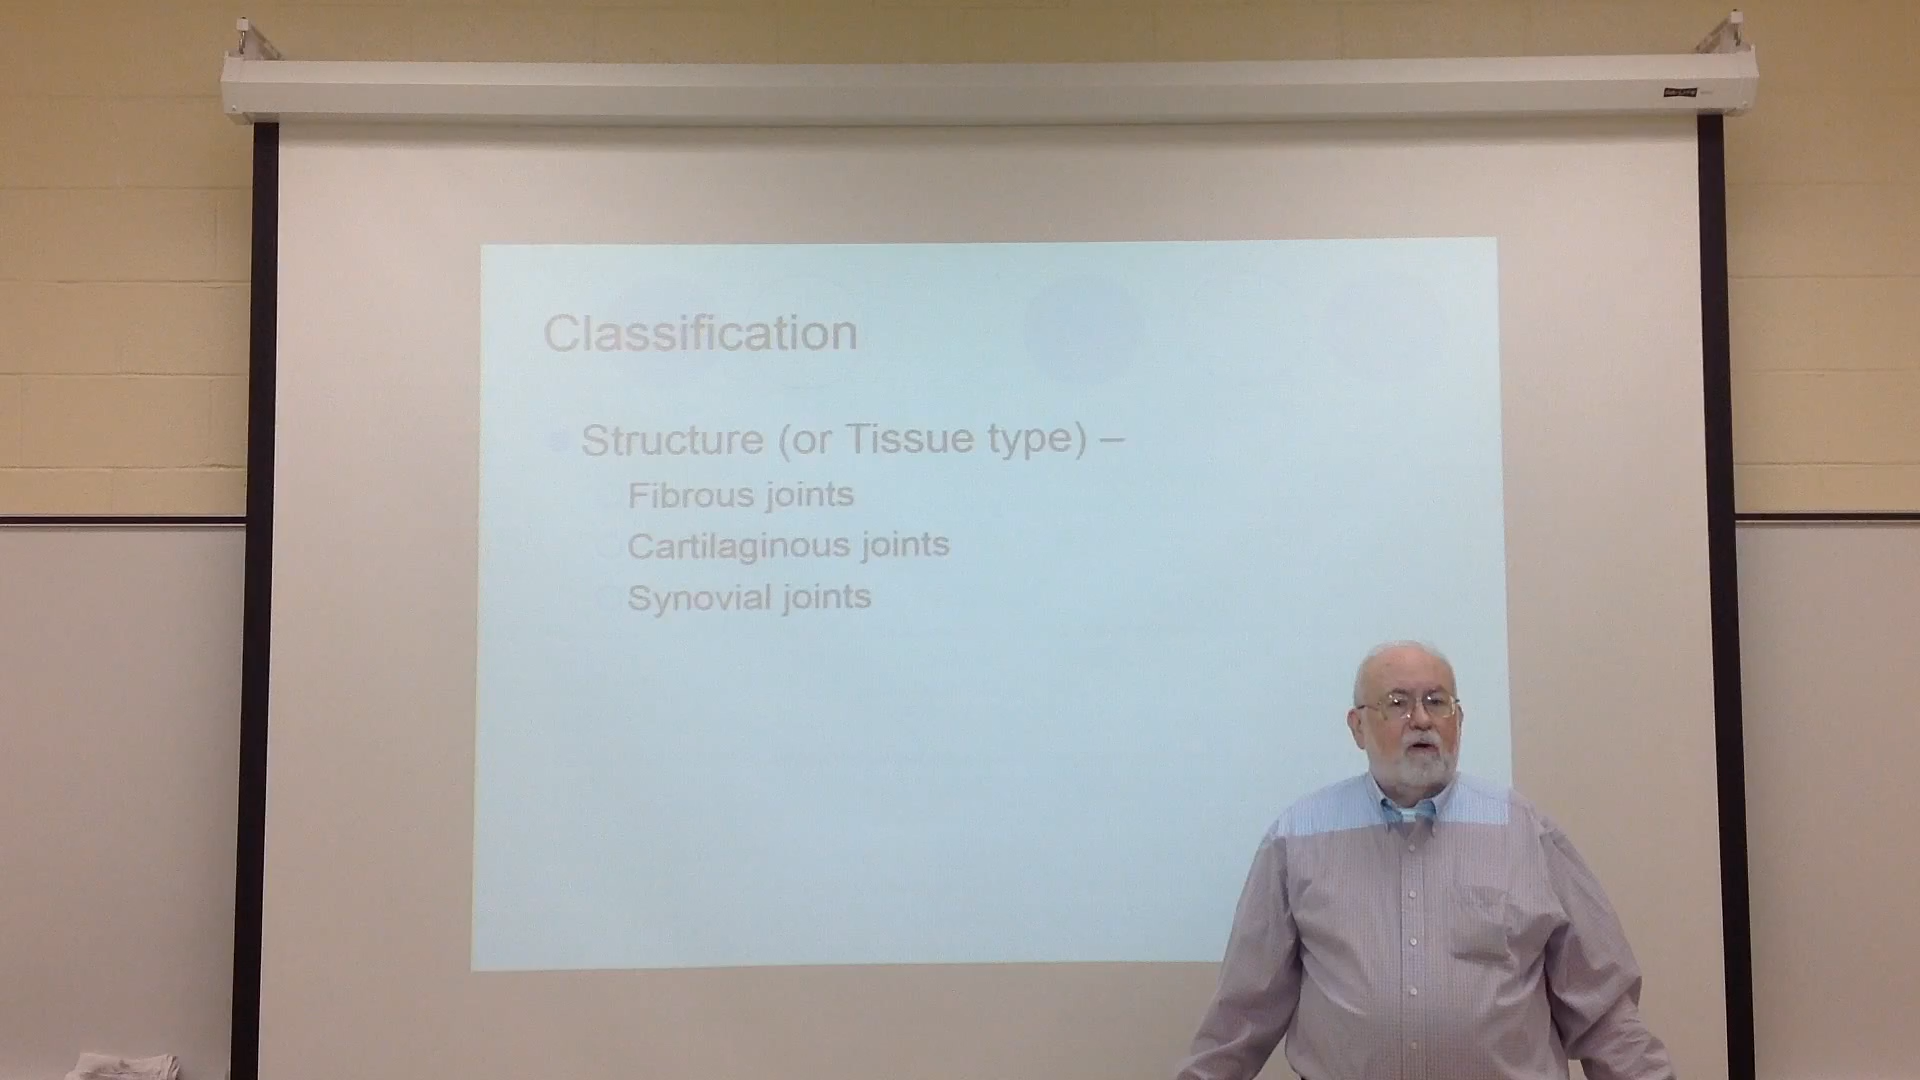 Classification
Structure (or Tissue type) –
Fibrous joints
Cartilaginous joints
Synovial joints